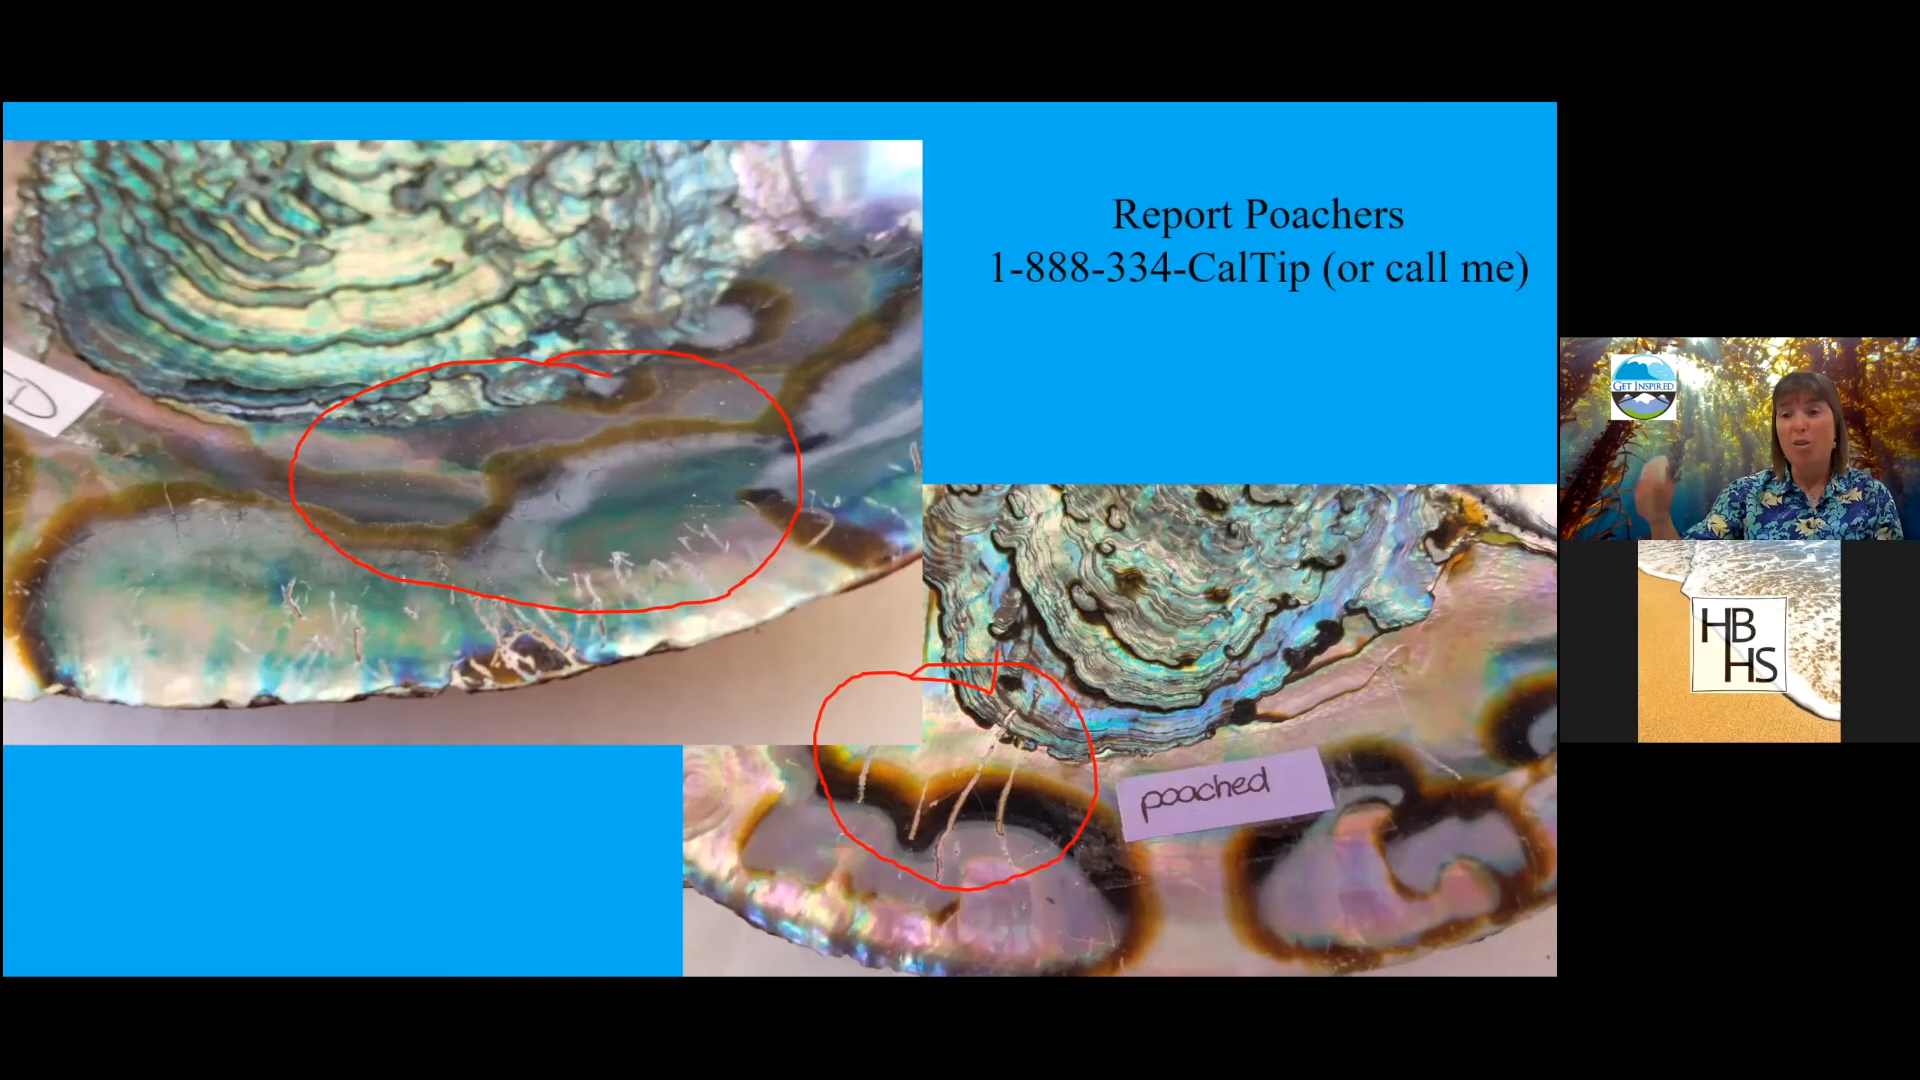 Report Poachers
1-888-334-CalTip (or call me)
D
poached
GET INSPIRED
HB
HS